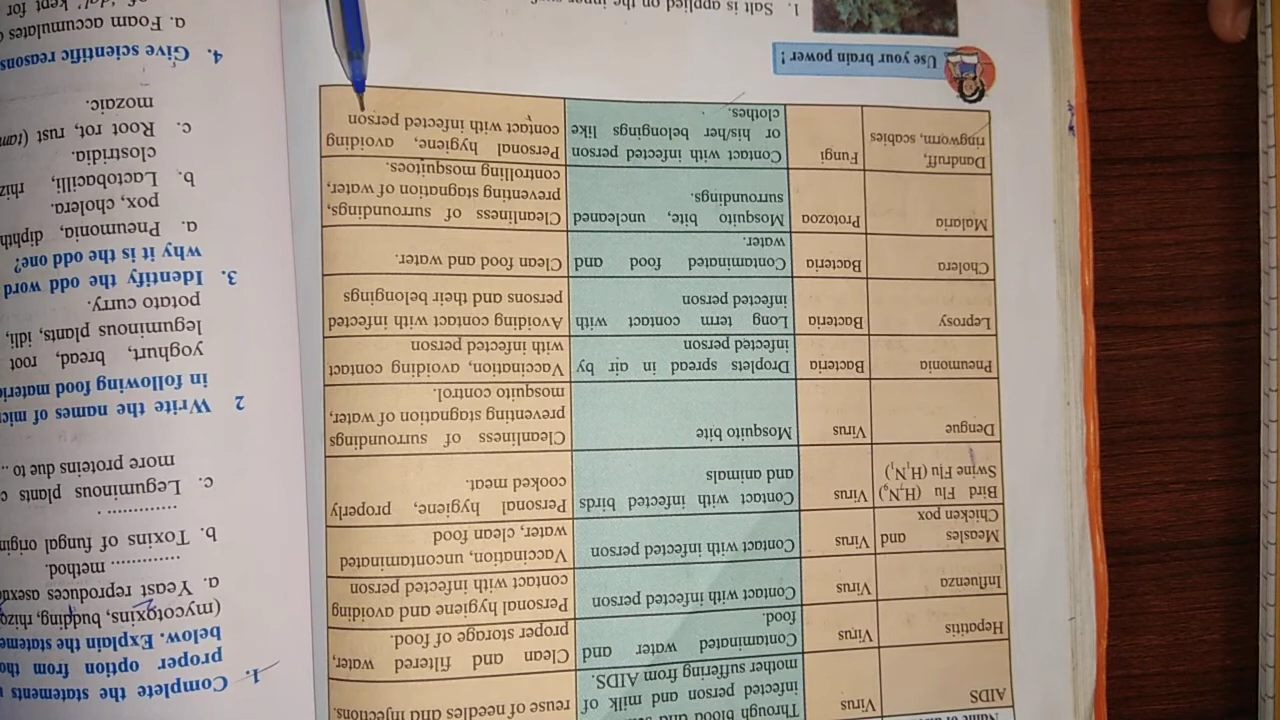 AIDS
Virus
Through blood and
infected person and milk of
mother suffering from AIDS.
reuse of needles and injections.
Hepatitis
Virus
Contaminated water and
food.
Clean and filtered water,
proper storage of food.
Influenza
Virus
Contact with infected person
Personal hygiene and avoiding
contact with infected person
Measles and
Chicken pox
Virus
Contact with infected person
Vaccination, uncontaminated
water, clean food
Bird Flu (H₇N₉)
Swine Flu (H₁N₁)
Virus
Contact with infected birds
and animals
Personal hygiene, properly
cooked meat.
Dengue
Virus
Mosquito bite
Cleanliness of surroundings
preventing stagnation of water,
mosquito control.
Pneumonia
Bacteria
Droplets spread in air by
infected person
Vaccination, avoiding contact
with infected person
Leprosy
Bacteria
Long term contact with
infected person
Avoiding contact with infected
persons and their belongings
Cholera
Bacteria
Contaminated food and
water.
Clean food and water.
Malaria
Protozoa
Mosquito bite, uncleaned
surroundings.
Cleanliness of surroundings,
preventing stagnation of water,
controlling mosquitoes.
Dandruff,
ringworm, scabies
Fungi
Contact with infected person
or his/her belongings like
clothes.
Personal hygiene, avoiding
contact with infected person
Use your brain power !
1. Salt is applied on the inner
1. Complete the statements
proper option from
below. Explain the
(mycotoxins, budding,
a. Yeast reproduces
............ method.
b. Toxins of fungal
............ .
c. Leguminous plants
more proteins due to ..
2 Write the names of
in following food
yoghurt, bread, root
leguminous plants, idli,
potato curry.
3. Identify the odd word
why it is the odd one?
a. Pneumonia,
pox, cholera.
b. Lactobacilli,
clostridia.
c. Root rot, rust
mozaic.
4. Give scientific reasons
a. Foam accumulates
of 'dal' kept for